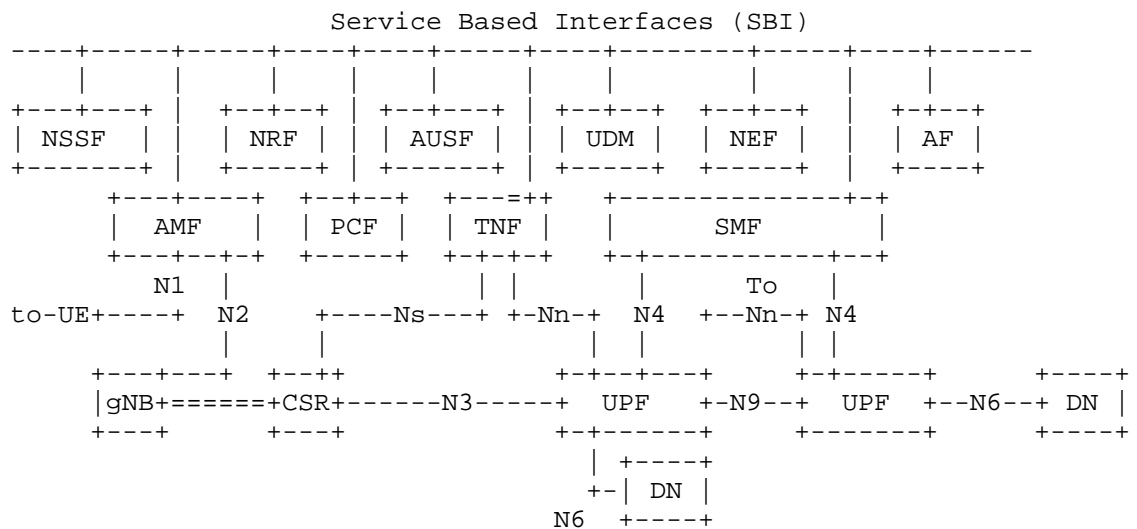 Service Based Interfaces (SBI)
----+-----+-----+----+----+-----+----+--------+-----+----+------
    |     |     |    |    |     |    |        |     |    |
+---+---+ |  +--+--+ | +--+---+ | +--+--+  +--+--+  |  +-+--+
| NSSF  | |  | NRF | | | AUSF | | | UDM |  | NEF |  |  | AF |
+-------+ |  +-----+ | +------+ | +-----+  +-----+  |  +----+
      +---+-----+  +--+--+  +---=++    +--------------+-+
      |  AMF    |  | PCF |  | TNF |    |      SMF       |
      +---+--+-+  +-----+  +-+-+-+    +-+-----------+--+
         N1   |               | |       |      To    |
to-UE+----+  N2     +----Ns---+ +-Nn-+  N4   +--Nn-+ N4
             |     |                |  |          | |
     +---+---+  +--++              +-+--+---+     +-+-----+      +----+
     |gNB+======+CSR+------N3-----+  UPF   +-N9--+  UPF  +--N6--+ DN |
     +---+      +---+             +-+------+     +-------+      +----+
                                    | +----+
                                    +-| DN |
                                  N6  +----+